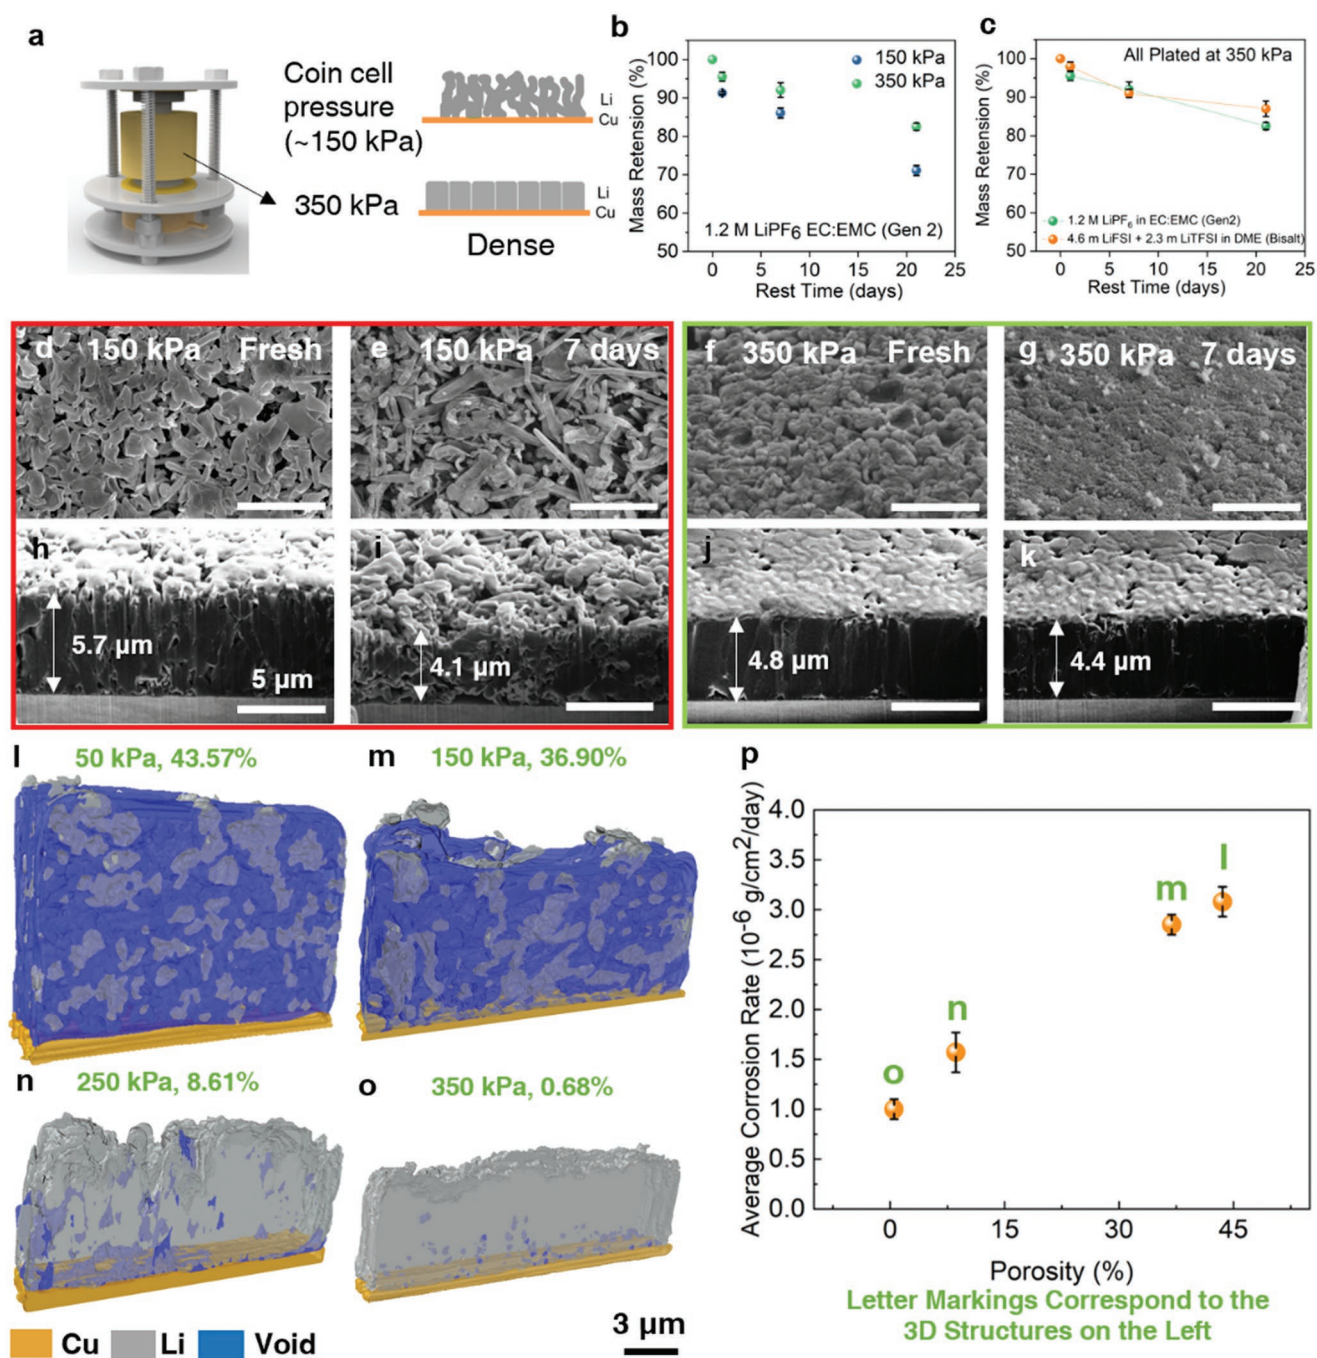 a
Coin cell
pressure
(~150 kPa)
350 kPa
Li
Cu
Li
Cu
Dense
b
Mass Retension (%)
100
90
80
70
60
50
150 kPa
350 kPa
1.2 M LiPF6 EC:EMC (Gen 2)
0 5 10 15 20 25
Rest Time (days)
c
Mass Retension (%)
100
90
80
70
60
50
All Plated at 350 kPa
1.2 M LiPF6 in EC:EMC (Gen2)
4.6 m LiFSI + 2.3 m LiTFSI in DME (Bisalt)
0 5 10 15 20 25
Rest Time (days)
d 150 kPa Fresh
e 150 kPa 7 days
f 350 kPa Fresh
g 350 kPa 7 days
h
5.7 μm
5 μm
i
4.1 μm
j
4.8 μm
k
4.4 μm
l 50 kPa, 43.57%
m 150 kPa, 36.90%
n 250 kPa, 8.61%
o 350 kPa, 0.68%
Cu Li Void
3 μm
p
Average Corrosion Rate (10-6 g/cm2/day)
4.0
3.5
3.0
2.5
2.0
1.5
1.0
0.5
0.0
l
m
n
o
0 15 30 45
Porosity (%)
Letter Markings Correspond to the
3D Structures on the Left